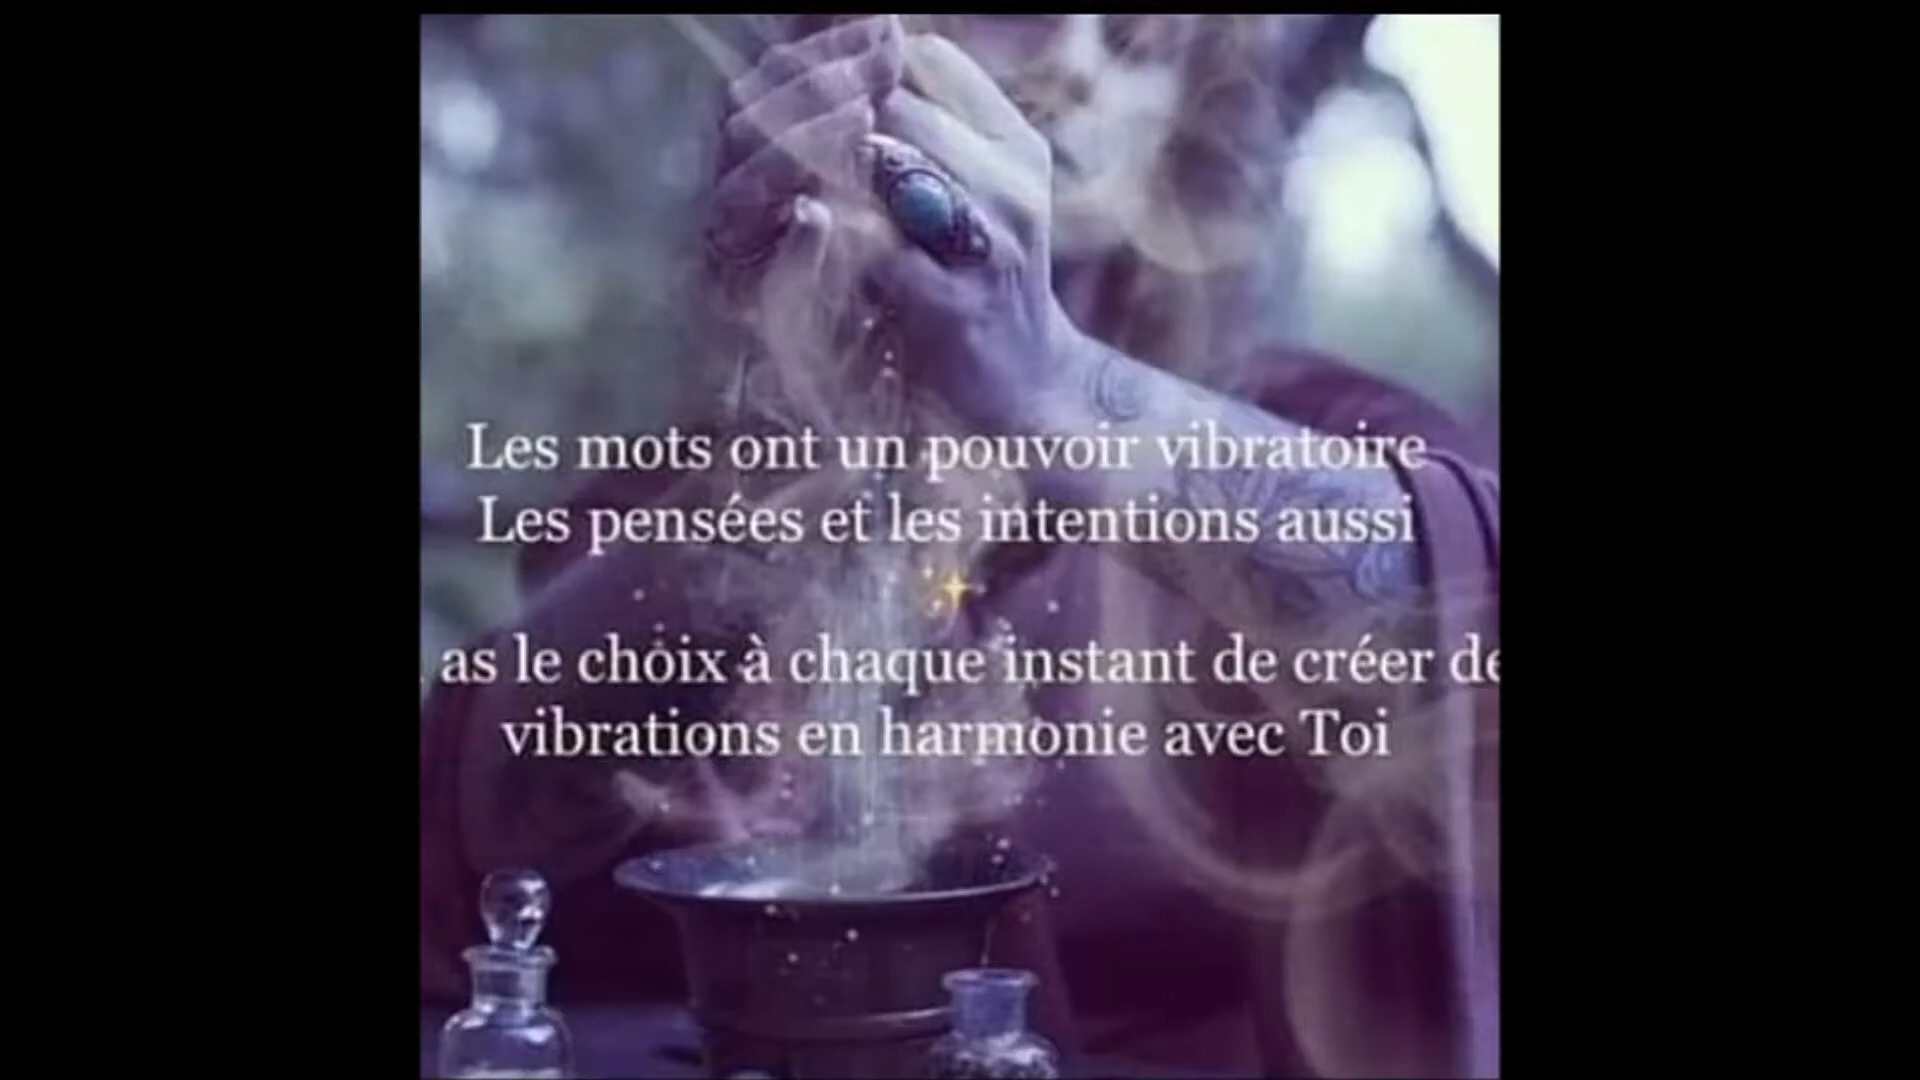 Les mots ont un pouvoir vibratoire
Les pensées et les intentions aussi
as le choix à chaque instant de créer de
vibrations en harmonie avec Toi